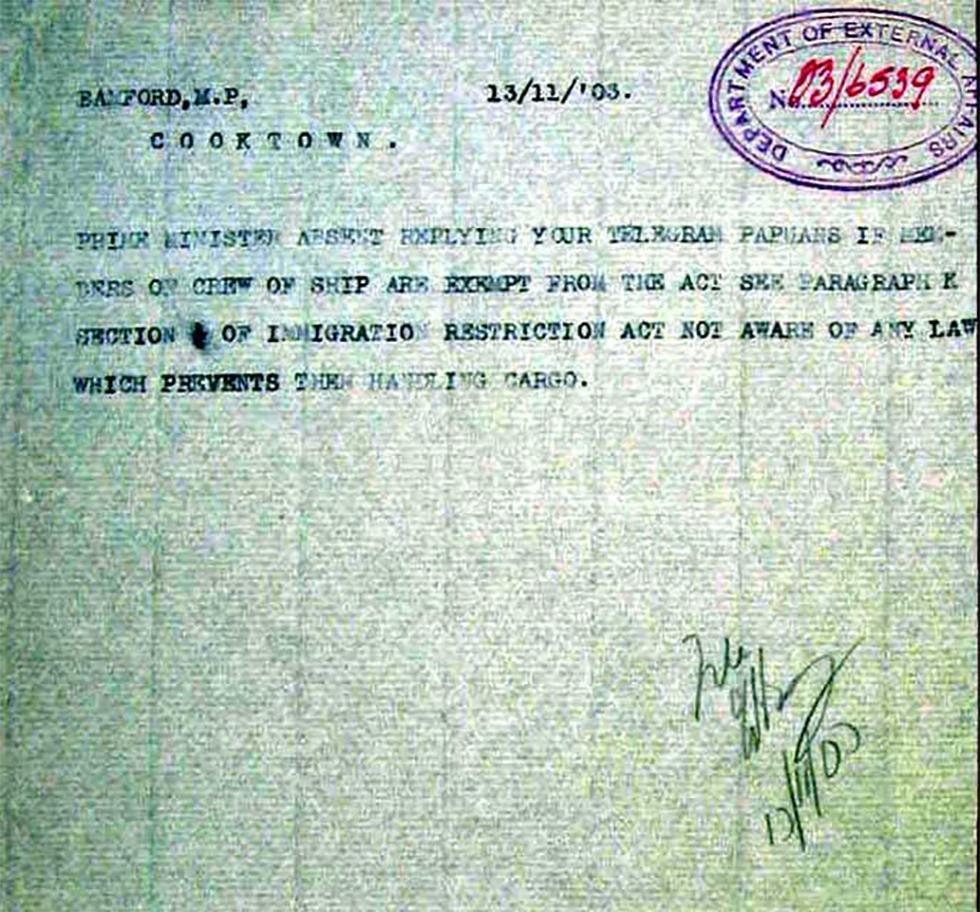 BAMFORD, M.P, 13/11/'03.
COOKTOWN.
DEPARTMENT OF EXTERNAL AFFAIRS
No 03/6539
PRIME MINISTER ABSENT REPLYING YOUR TELEGRAM PAPUANS IF MEM-
BERS OF CREW OF SHIP ARE EXEMPT FROM THE ACT SEE PARAGRAPH K
SECTION OF IMMIGRATION RESTRICTION ACT NOT AWARE OF ANY LAW
WHICH PREVENTS THEM HANDLING CARGO.